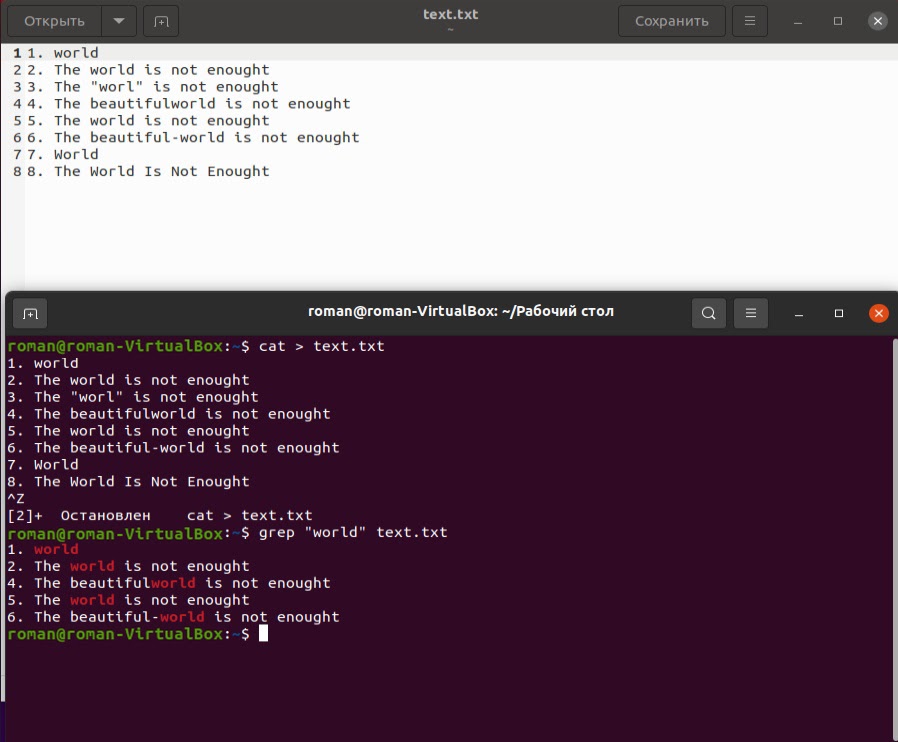 Открыть
text.txt
~
Сохранить
1 1. world
2 2. The world is not enought
3 3. The "worl" is not enought
4 4. The beautifulworld is not enought
5 5. The world is not enought
6 6. The beautiful-world is not enought
7 7. World
8 8. The World Is Not Enought
roman@roman-VirtualBox: ~/Рабочий стол
roman@roman-VirtualBox:~$ cat > text.txt
1. world
2. The world is not enought
3. The "worl" is not enought
4. The beautifulworld is not enought
5. The world is not enought
6. The beautiful-world is not enought
7. World
8. The World Is Not Enought
^Z
[2]+  Остановлен    cat > text.txt
roman@roman-VirtualBox:~$ grep "world" text.txt
1. world
2. The world is not enought
4. The beautifulworld is not enought
5. The world is not enought
6. The beautiful-world is not enought
roman@roman-VirtualBox:~$